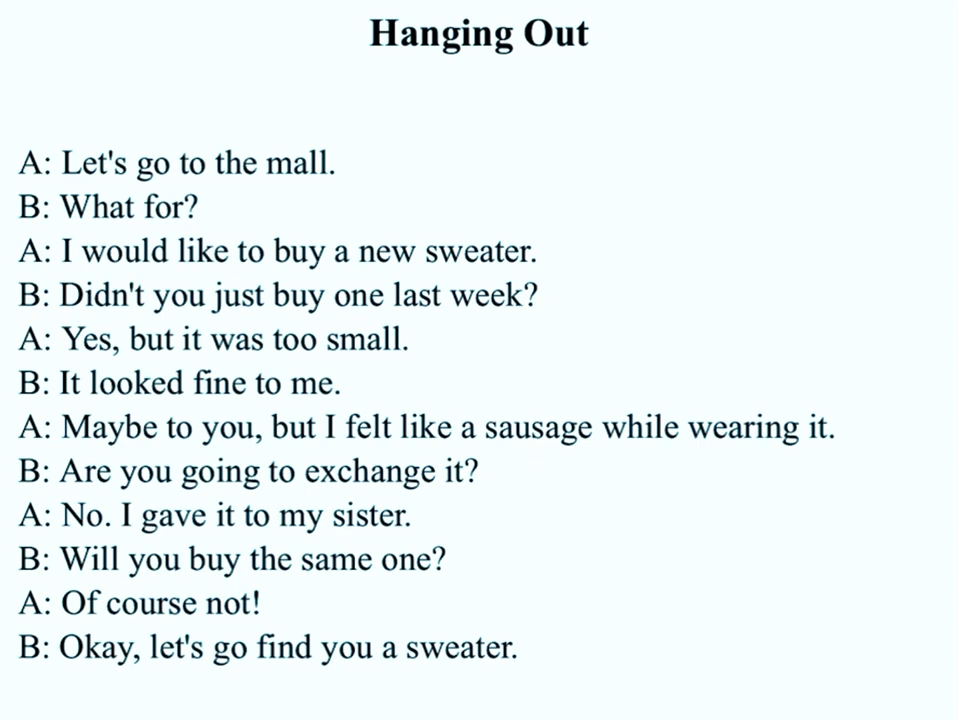 Hanging Out
A: Let's go to the mall.
B: What for?
A: I would like to buy a new sweater.
B: Didn't you just buy one last week?
A: Yes, but it was too small.
B: It looked fine to me.
A: Maybe to you, but I felt like a sausage while wearing it.
B: Are you going to exchange it?
A: No. I gave it to my sister.
B: Will you buy the same one?
A: Of course not!
B: Okay, let's go find you a sweater.